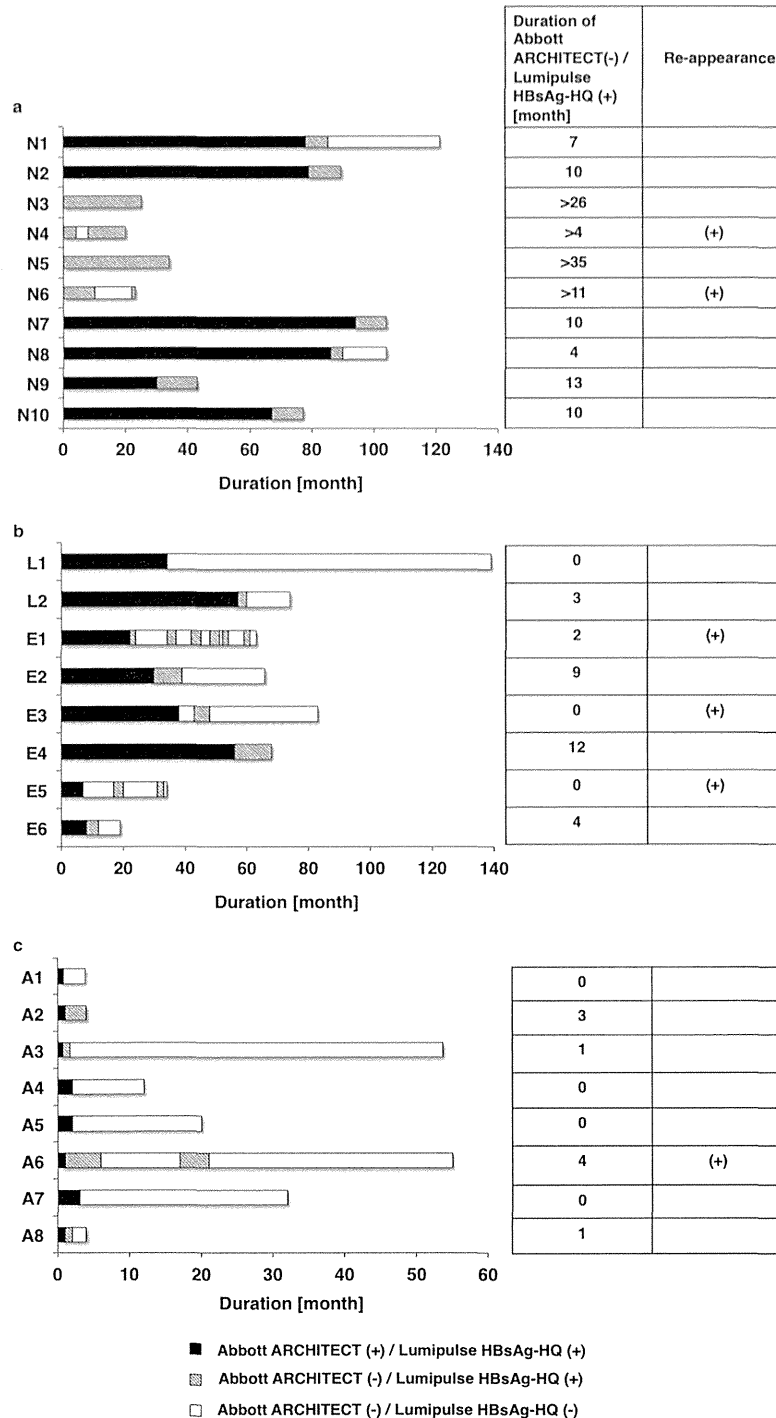 Duration of
Abbott
ARCHITECT(-) /
Lumipulse
HBsAg-HQ (+)
[month]
Re-appearance
a
N1 7
N2 10
N3 >26
N4 >4 (+)
N5 >35
N6 >11 (+)
N7 10
N8 4
N9 13
N10 10
0 20 40 60 80 100 120 140
Duration [month]
b
L1 0
L2 3
E1 2 (+)
E2 9
E3 0 (+)
E4 12
E5 0 (+)
E6 4
0 20 40 60 80 100 120 140
Duration [month]
c
A1 0
A2 3
A3 1
A4 0
A5 0
A6 4 (+)
A7 0
A8 1
0 10 20 30 40 50 60
Duration [month]
Abbott ARCHITECT (+) / Lumipulse HBsAg-HQ (+)
Abbott ARCHITECT (-) / Lumipulse HBsAg-HQ (+)
Abbott ARCHITECT (-) / Lumipulse HBsAg-HQ (-)